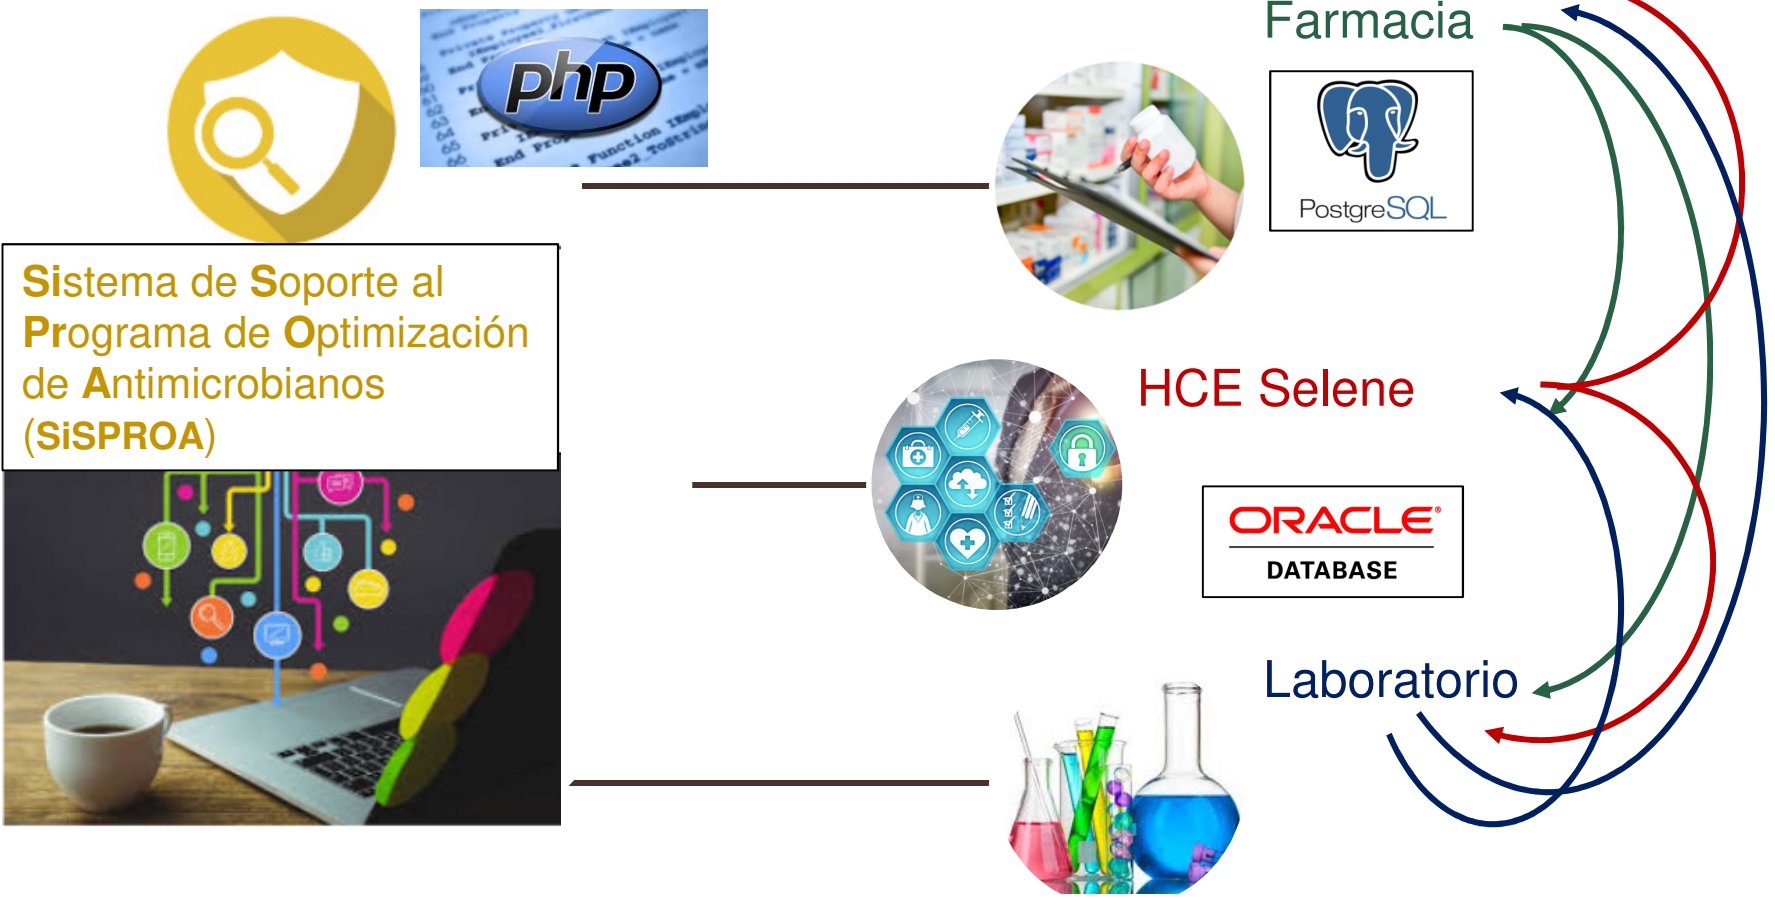 php
Sistema de Soporte al
Programa de Optimización
de Antimicrobianos
(SiSPROA)
Farmacia
PostgreSQL
HCE Selene
ORACLE®
DATABASE
Laboratorio